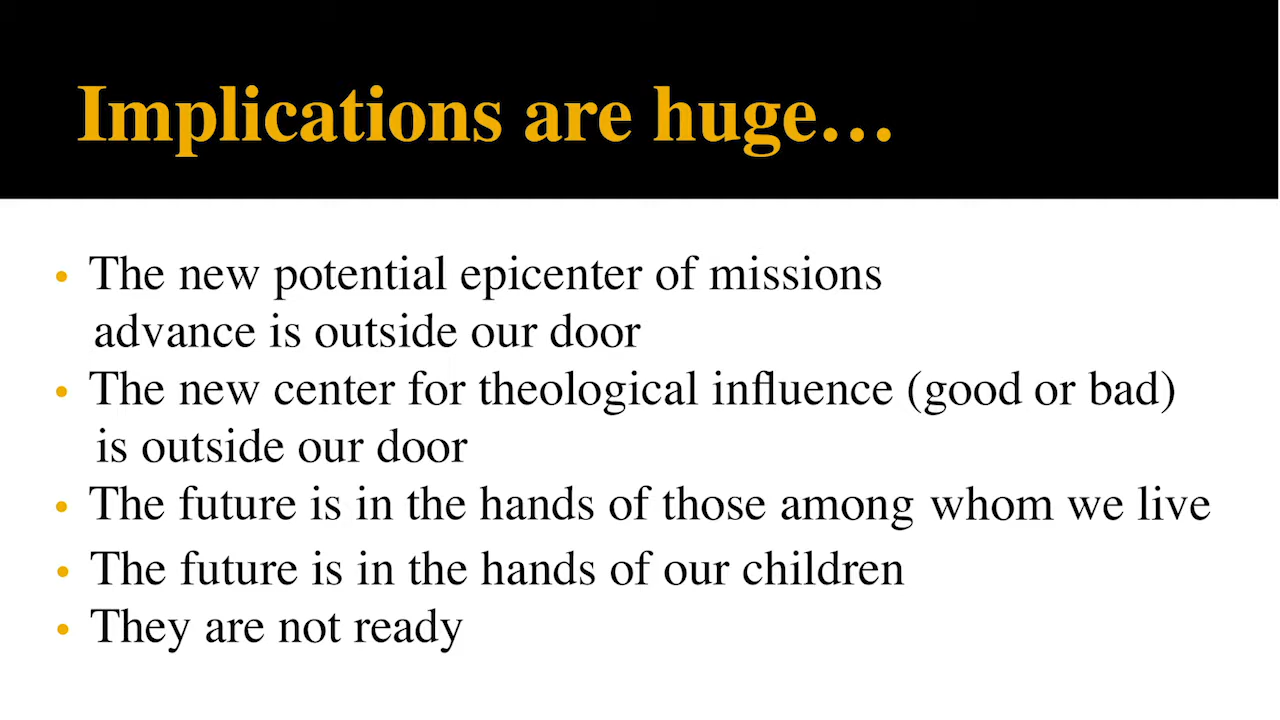 Implications are huge…
• The new potential epicenter of missions
advance is outside our door
• The new center for theological influence (good or bad)
is outside our door
• The future is in the hands of those among whom we live
• The future is in the hands of our children
• They are not ready